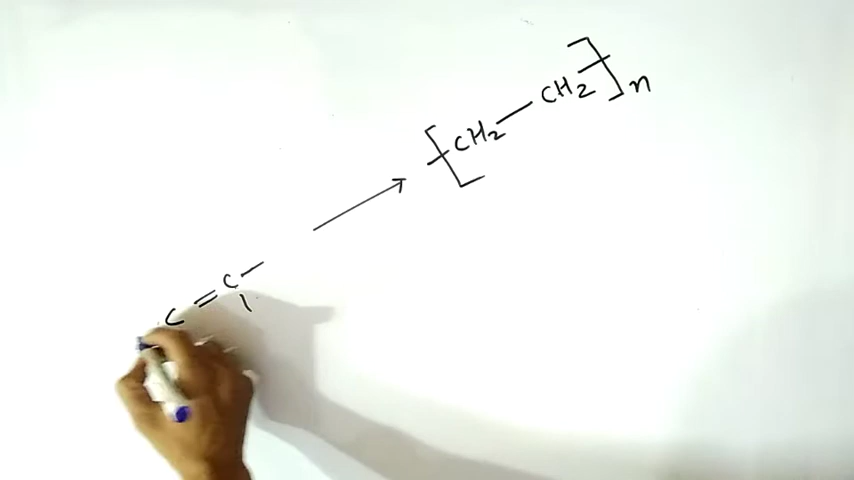 [ CH2 — CH2 ]n
C = C —